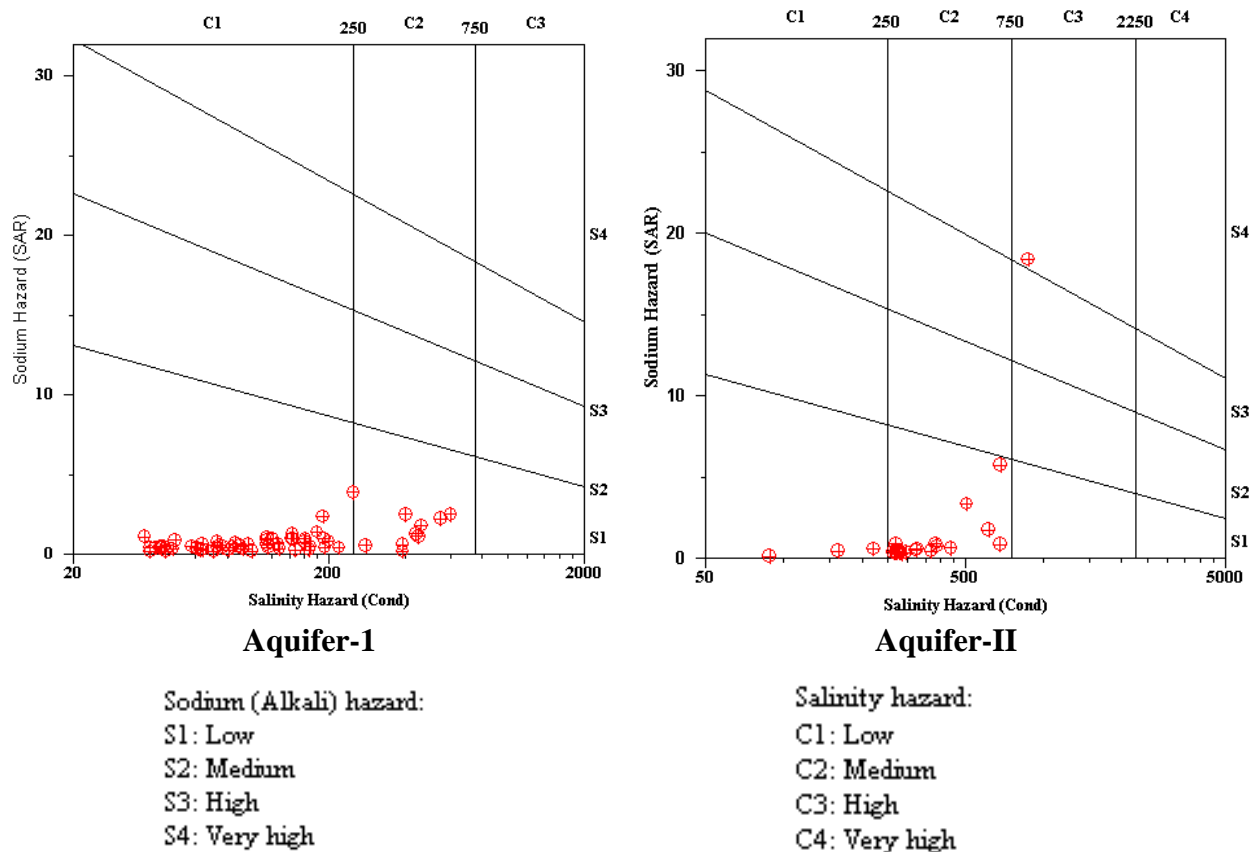 C1 250 C2 750 C3
30
20
10
0
Sodium Hazard (SAR)
S4
S3
S2
S1
20 200 2000
Salinity Hazard (Cond)
Aquifer-1
C1 250 C2 750 C3 2250 C4
30
20
10
0
Sodium Hazard (SAR)
S4
S3
S2
S1
50 500 5000
Salinity Hazard (Cond)
Aquifer-II
Sodium (Alkali) hazard:
S1: Low
S2: Medium
S3: High
S4: Very high
Salinity hazard:
C1: Low
C2: Medium
C3: High
C4: Very high